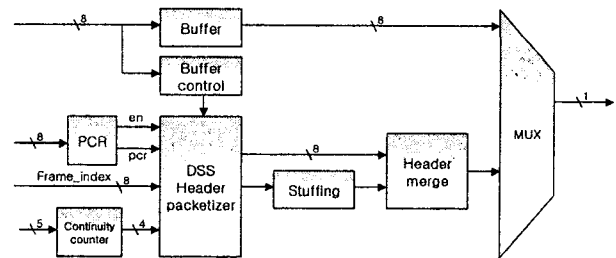 8
Buffer
8
Buffer
control
1
MUX
8
PCR
en
pcr
DSS
Header
packetizer
8
Header
merge
Frame_index
8
Stuffing
5
Continuity
counter
4